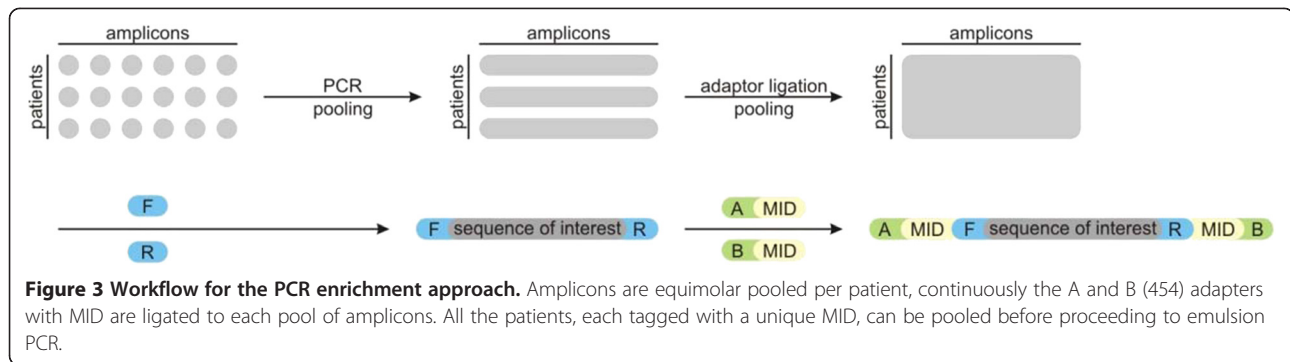 amplicons
amplicons
amplicons
patients
PCR
pooling
patients
adaptor ligation
pooling
patients
F
R
F sequence of interest R
A MID
B MID
A MID F sequence of interest R MID B
Figure 3 Workflow for the PCR enrichment approach. Amplicons are equimolar pooled per patient, continuously the A and B (454) adapters
with MID are ligated to each pool of amplicons. All the patients, each tagged with a unique MID, can be pooled before proceeding to emulsion
PCR.